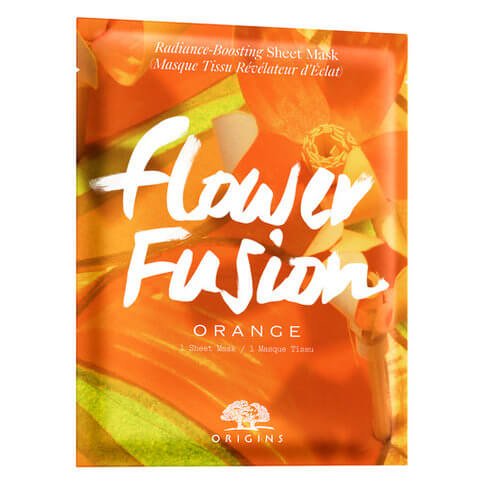 Radiance-Boosting Sheet Mask
(Masque Tissu Révélateur d'Éclat)
flower
Fusion
ORANGE
1 Sheet Mask / 1 Masque Tissu
ORIGINS